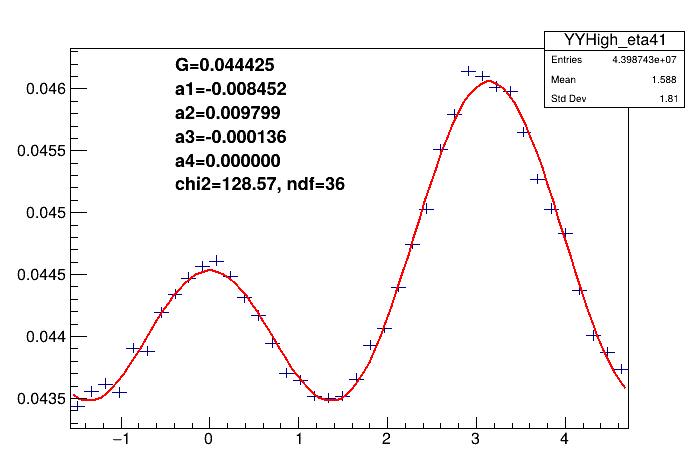 YYHigh_eta41
Entries 4.398743e+07
Mean 1.588
Std Dev 1.81
G=0.044425
a1=-0.008452
a2=0.009799
a3=-0.000136
a4=0.000000
chi2=128.57, ndf=36
0.046
0.0455
0.045
0.0445
0.044
0.0435
−1 0 1 2 3 4